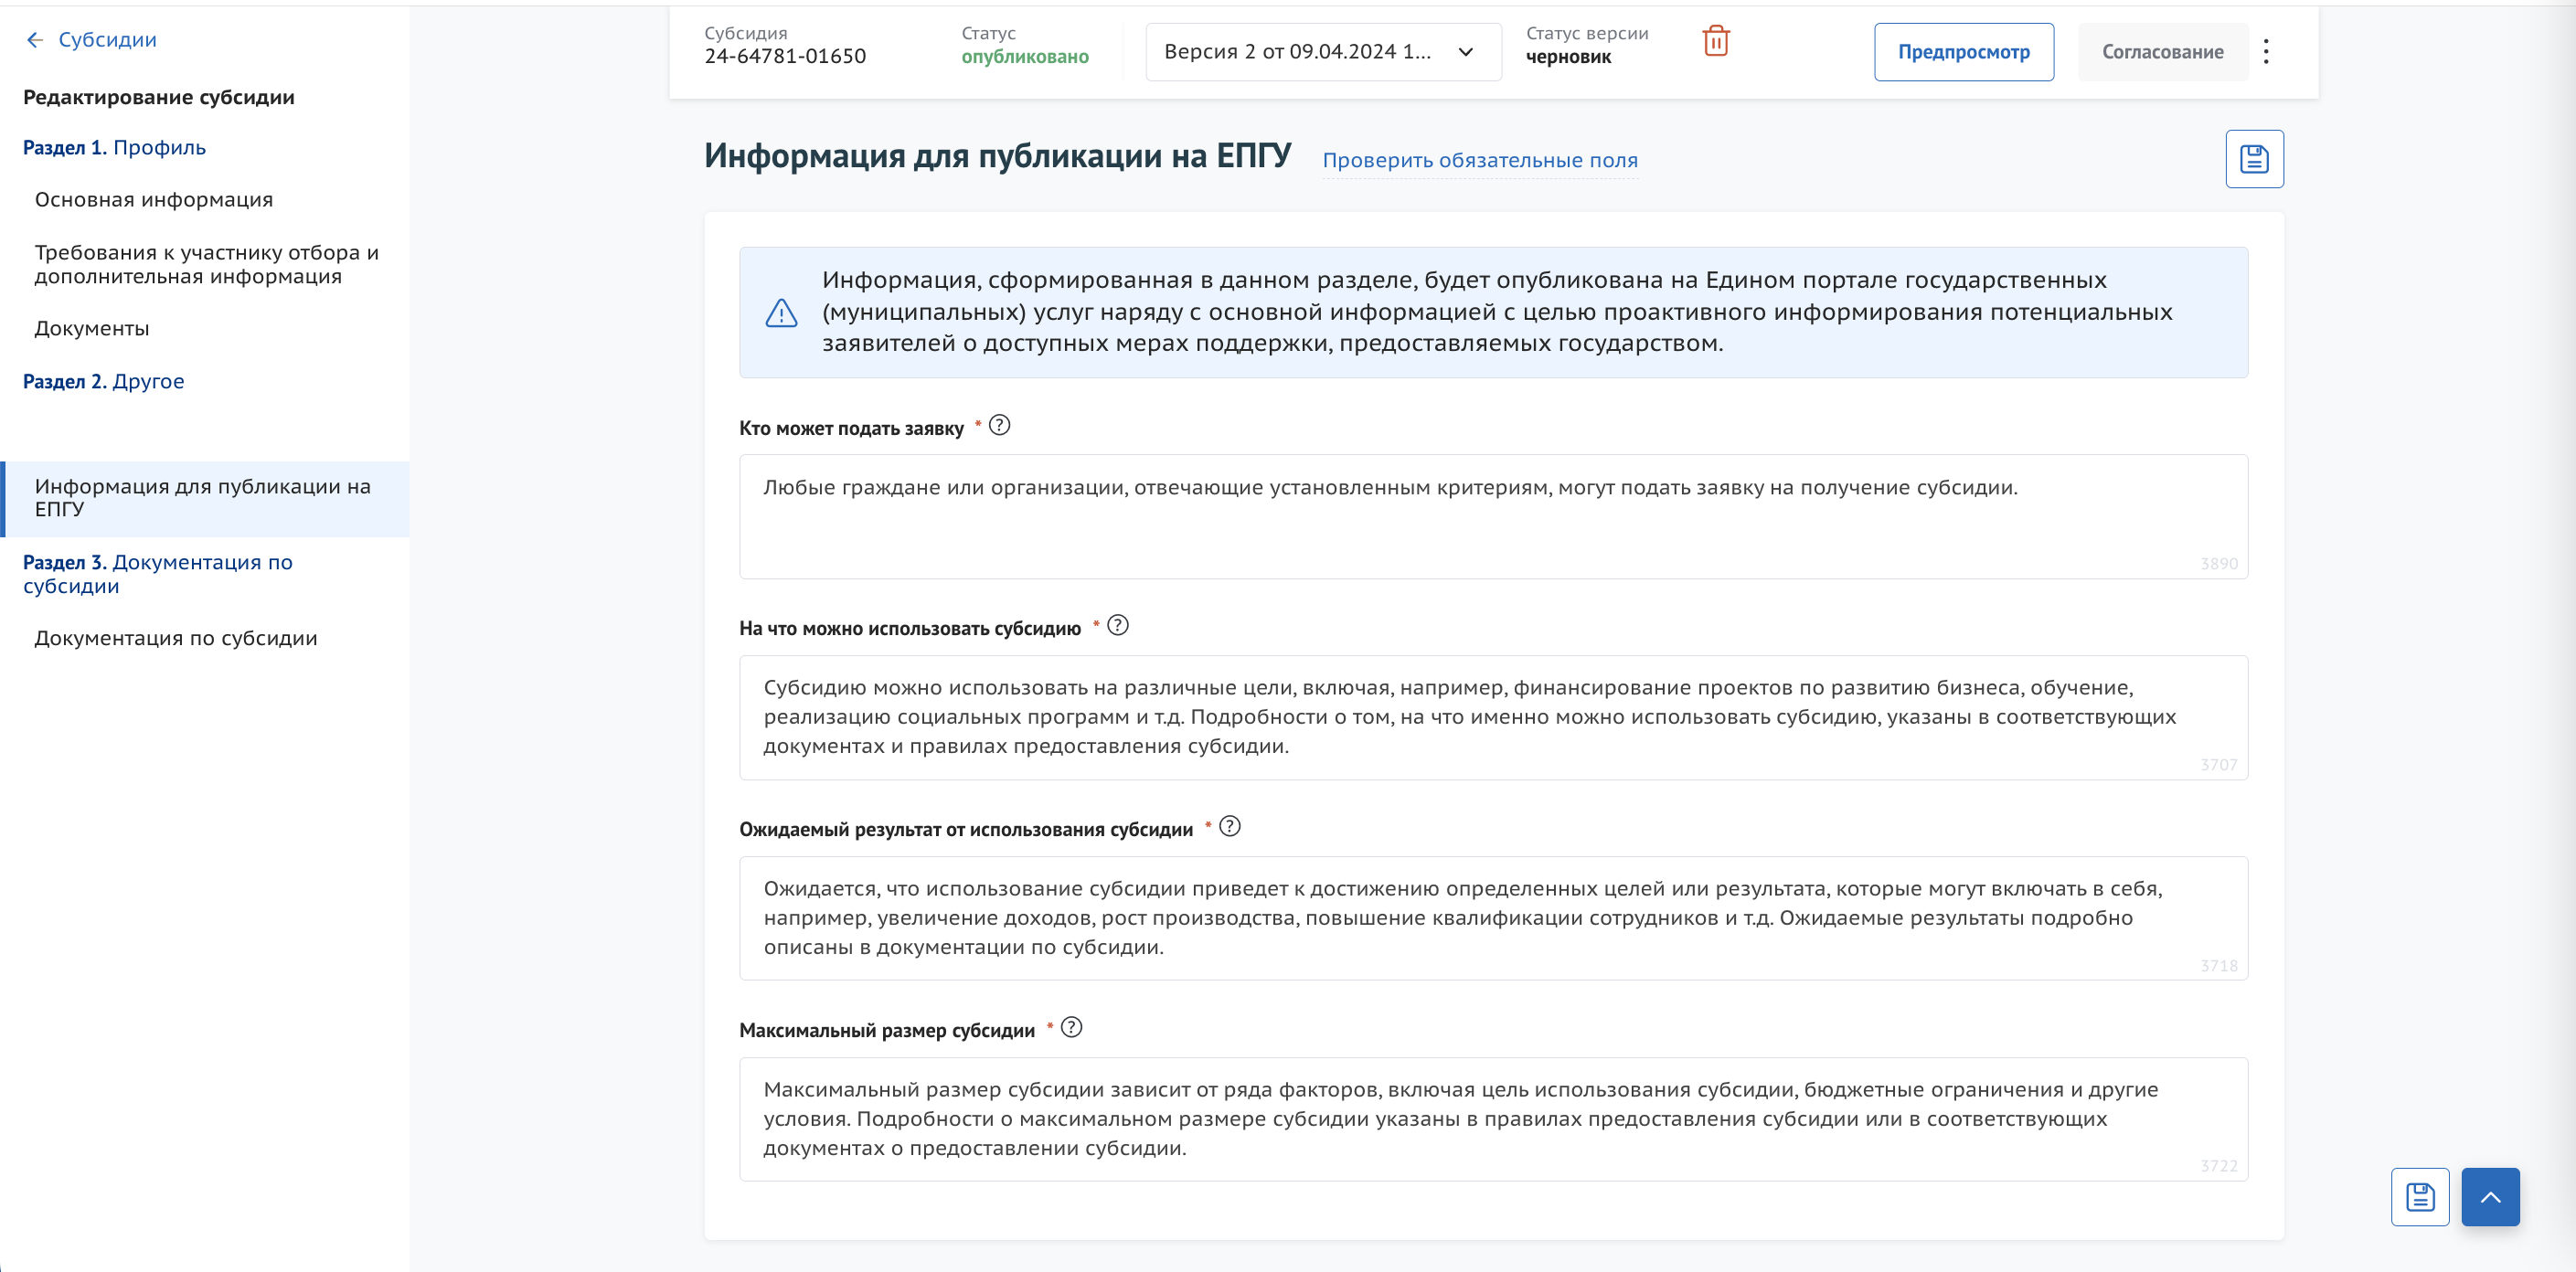 Субсидии
Редактирование субсидии
Раздел 1. Профиль
Основная информация
Требования к участнику отбора и
дополнительная информация
Документы
Раздел 2. Другое
Информация для публикации на
ЕПГУ
Раздел 3. Документация по
субсидии
Документация по субсидии
Субсидия
24-64781-01650
Статус
опубликовано
Версия 2 от 09.04.2024 1...
Статус версии
черновик
Предпросмотр
Согласование
Информация для публикации на ЕПГУ
Проверить обязательные поля
Информация, сформированная в данном разделе, будет опубликована на Едином портале государственных
(муниципальных) услуг наряду с основной информацией с целью проактивного информирования потенциальных
заявителей о доступных мерах поддержки, предоставляемых государством.
Кто может подать заявку *
Любые граждане или организации, отвечающие установленным критериям, могут подать заявку на получение субсидии.
3890
На что можно использовать субсидию *
Субсидию можно использовать на различные цели, включая, например, финансирование проектов по развитию бизнеса, обучение,
реализацию социальных программ и т.д. Подробности о том, на что именно можно использовать субсидию, указаны в соответствующих
документах и правилах предоставления субсидии.
3707
Ожидаемый результат от использования субсидии *
Ожидается, что использование субсидии приведет к достижению определенных целей или результата, которые могут включать в себя,
например, увеличение доходов, рост производства, повышение квалификации сотрудников и т.д. Ожидаемые результаты подробно
описаны в документации по субсидии.
3718
Максимальный размер субсидии *
Максимальный размер субсидии зависит от ряда факторов, включая цель использования субсидии, бюджетные ограничения и другие
условия. Подробности о максимальном размере субсидии указаны в правилах предоставления субсидии или в соответствующих
документах о предоставлении субсидии.
3722